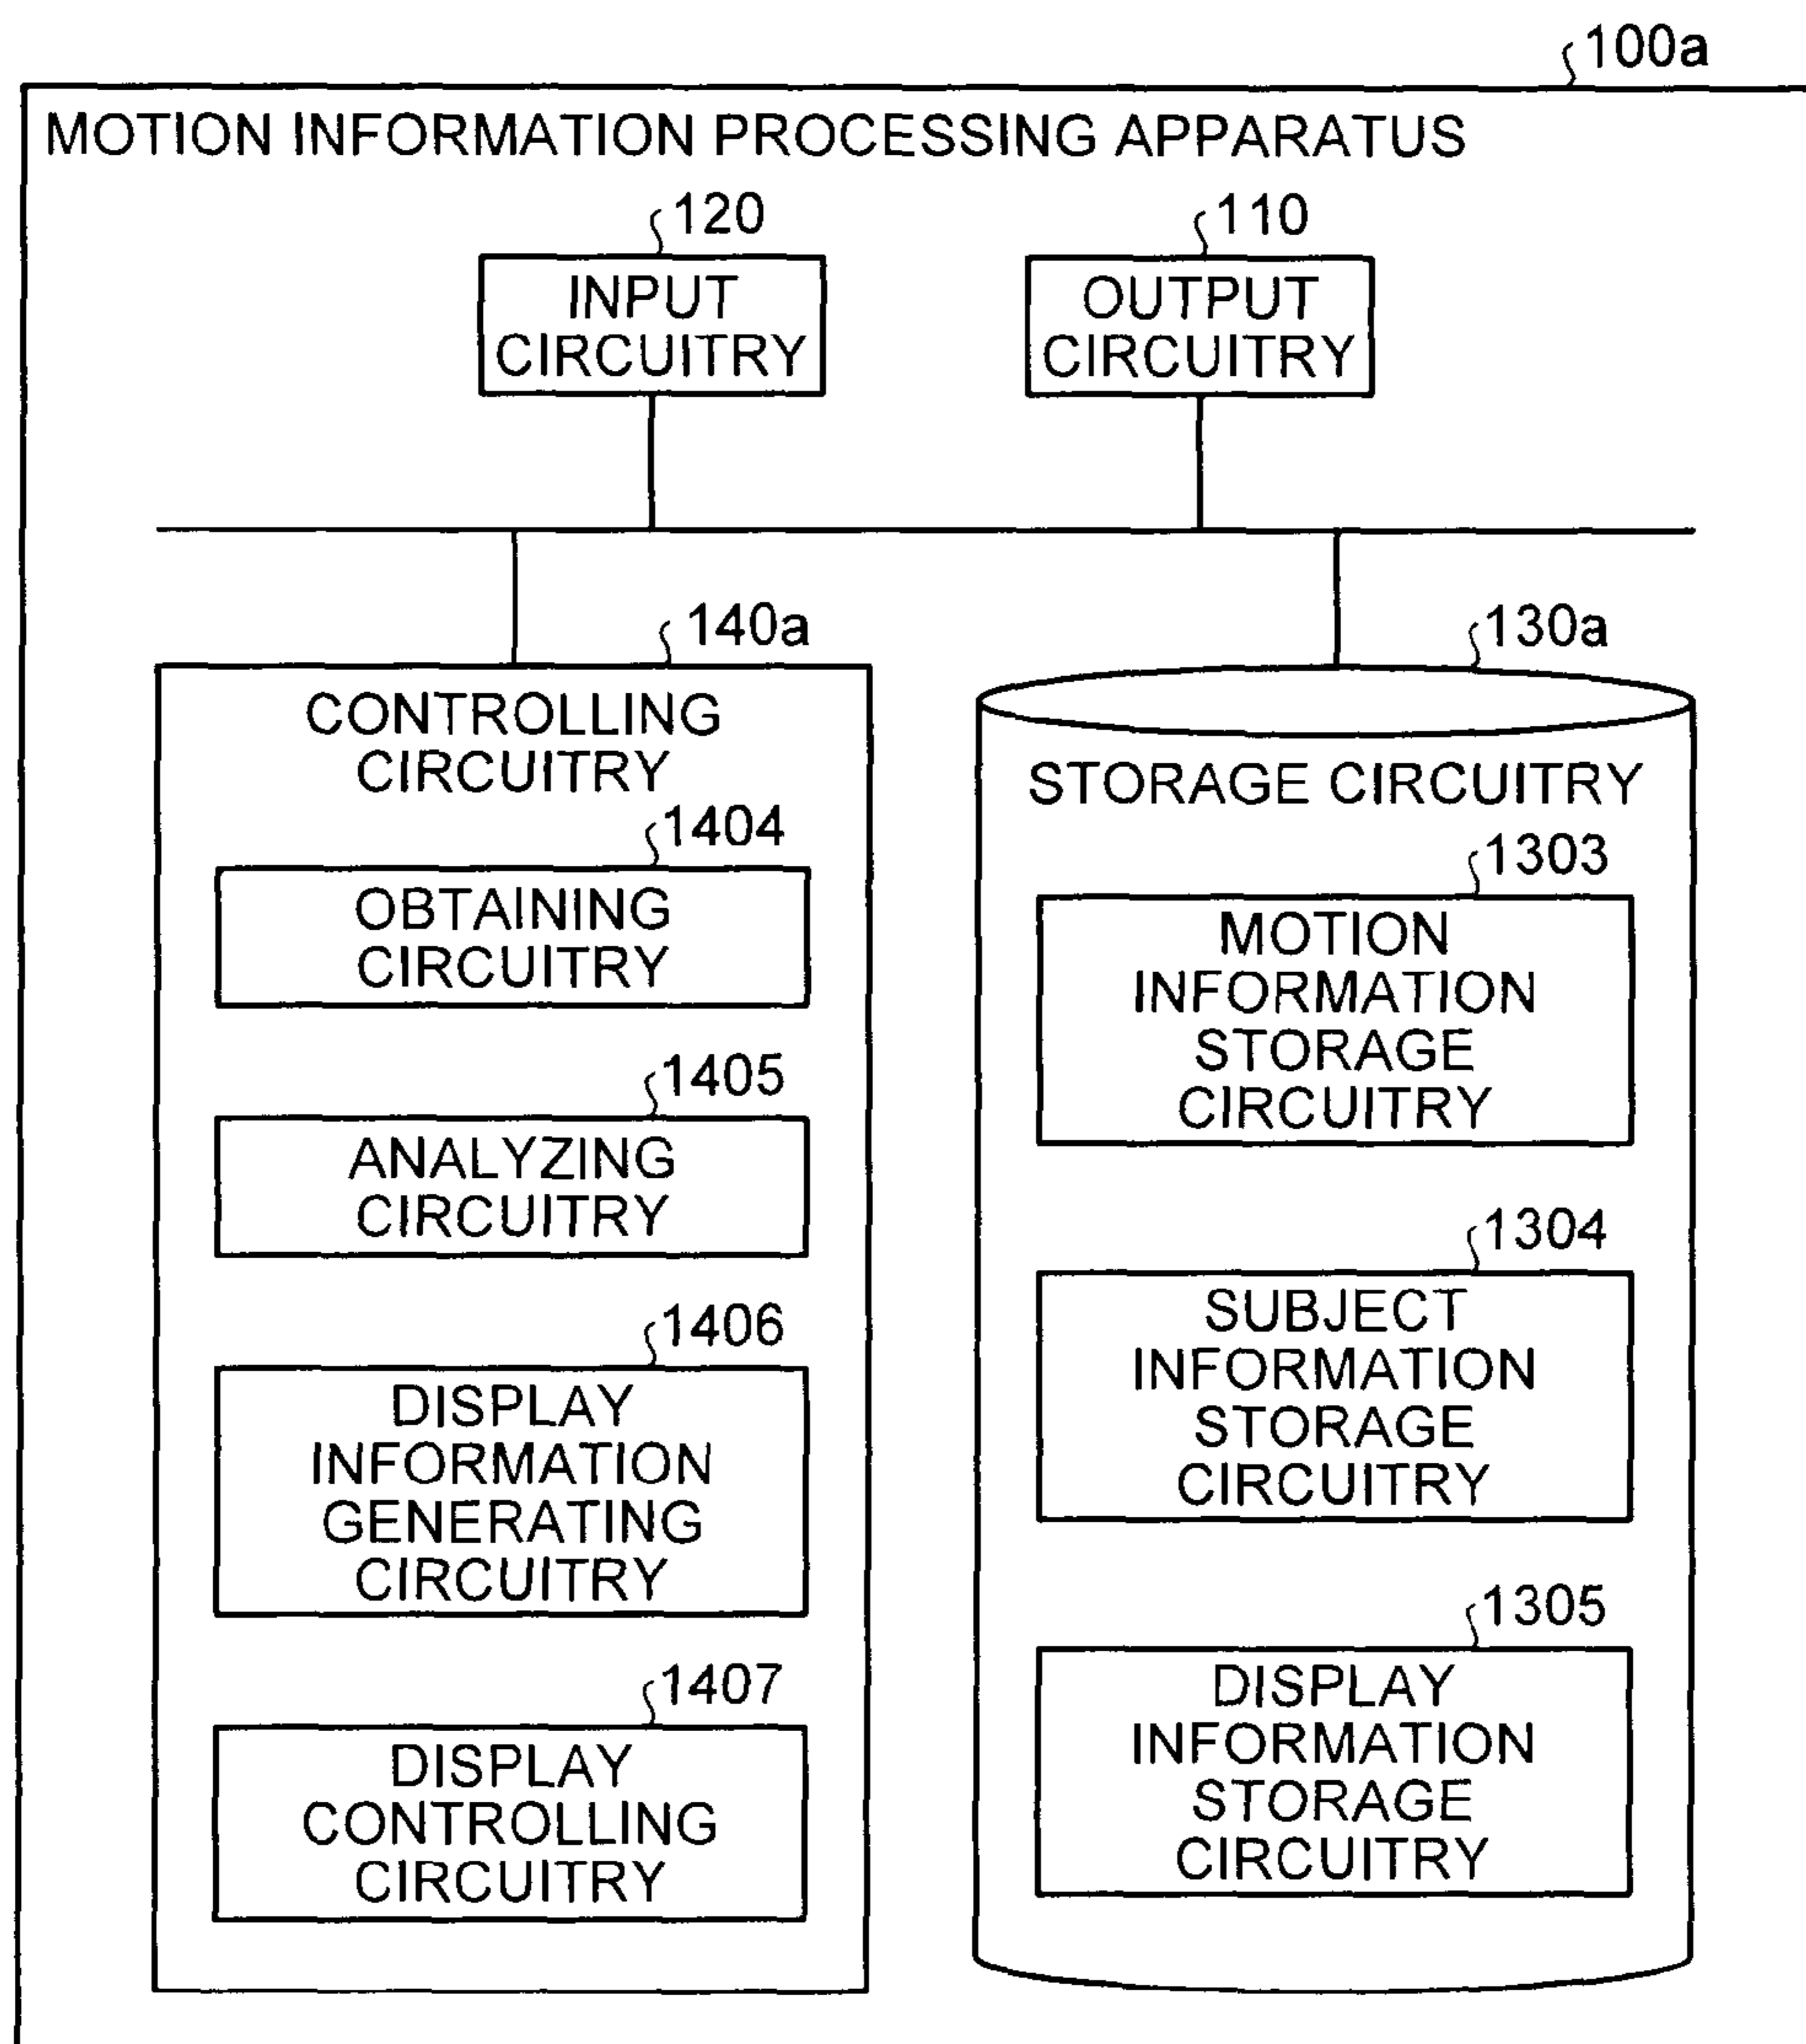 100a
MOTION INFORMATION PROCESSING APPARATUS
120
INPUT
CIRCUITRY
110
OUTPUT
CIRCUITRY
140a
CONTROLLING
CIRCUITRY
1404
OBTAINING
CIRCUITRY
1405
ANALYZING
CIRCUITRY
1406
DISPLAY
INFORMATION
GENERATING
CIRCUITRY
1407
DISPLAY
CONTROLLING
CIRCUITRY
130a
STORAGE CIRCUITRY
1303
MOTION
INFORMATION
STORAGE
CIRCUITRY
1304
SUBJECT
INFORMATION
STORAGE
CIRCUITRY
1305
DISPLAY
INFORMATION
STORAGE
CIRCUITRY